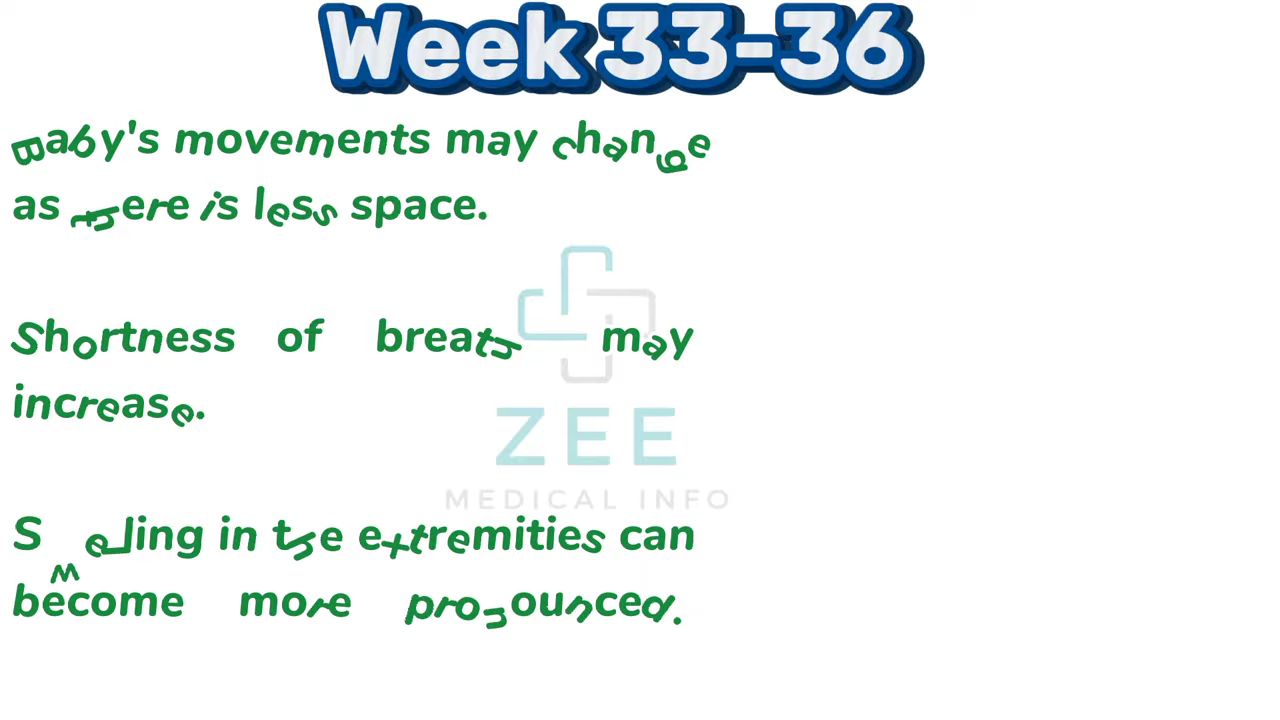 Week 33-36
Baby's movements may change
as there is less space.
Shortness of breath may
increase.
ZEE
MEDICAL INFO
Swelling in the extremities can
become more pronounced.